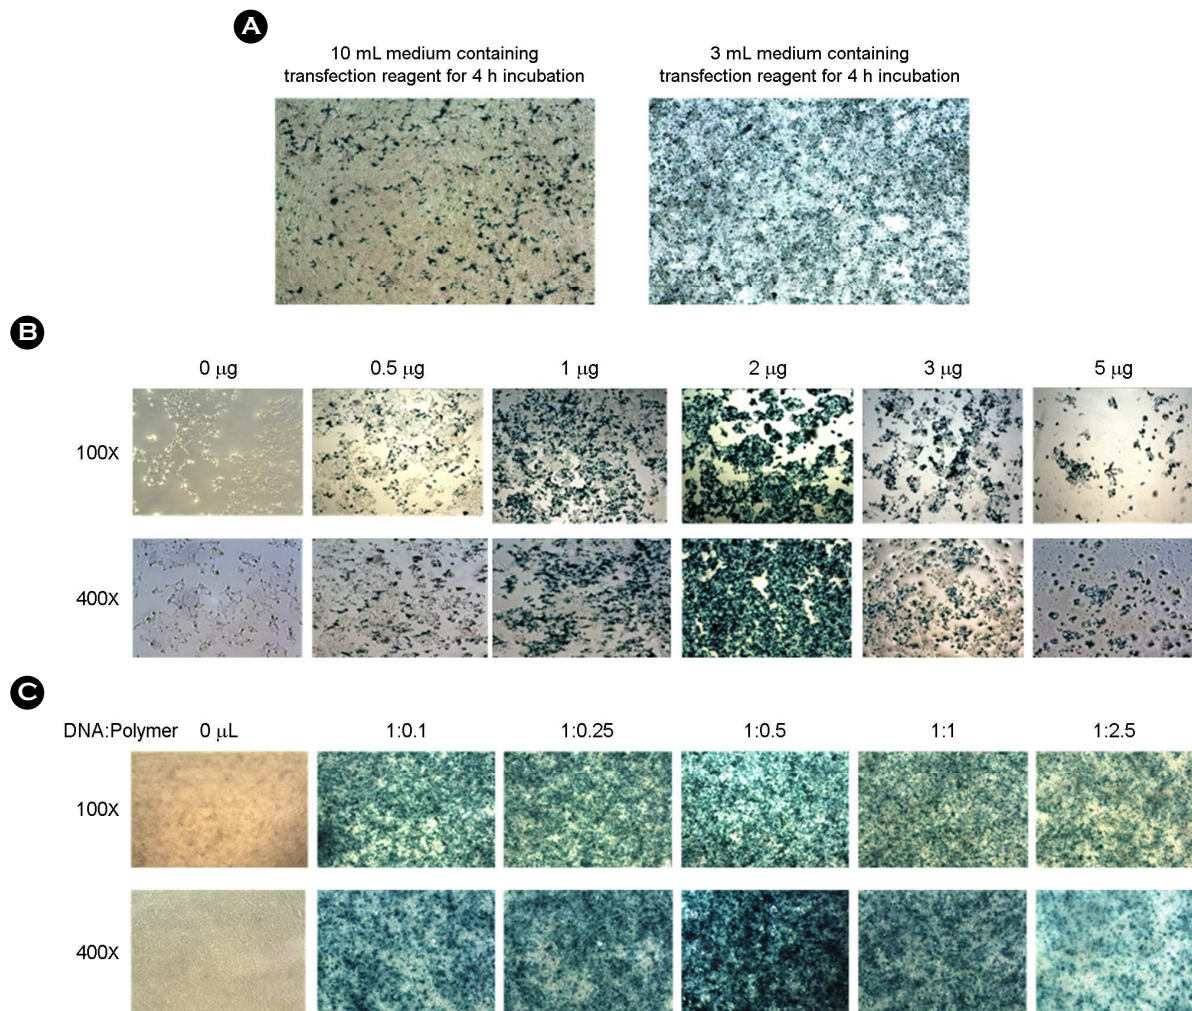 A
10 mL medium containing
transfection reagent for 4 h incubation
3 mL medium containing
transfection reagent for 4 h incubation
B
0 μg 0.5 μg 1 μg 2 μg 3 μg 5 μg
100X
400X
C
DNA:Polymer 0 μL 1:0.1 1:0.25 1:0.5 1:1 1:2.5
100X
400X